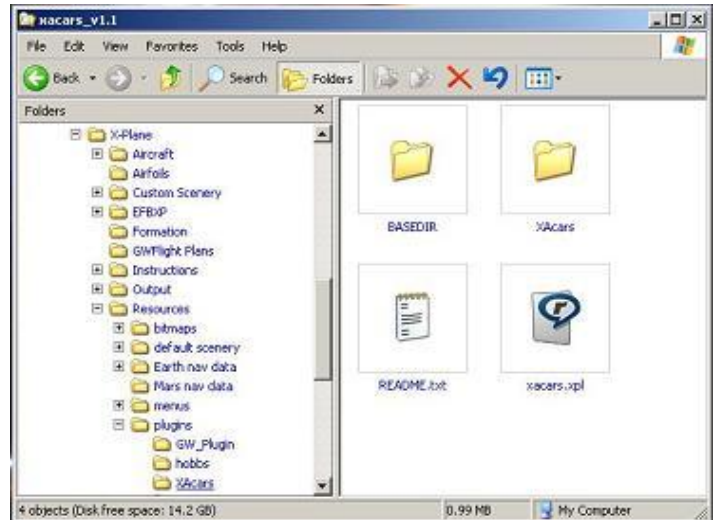 xacars_v1.1
File Edit View Favorites Tools Help
Back Search Folders
Folders
X-Plane
Aircraft
Airfoils
Custom Scenery
EFBXP
Formation
GWFlight Plans
Instructions
Output
Resources
bitmaps
default scenery
Earth nav data
Mars nav data
menus
plugins
GW_Plugin
hobbs
XAcars
BASEDIR XAcars
README.txt xacars.xpl
4 objects (Disk free space: 14.2 GB) 0.99 MB My Computer